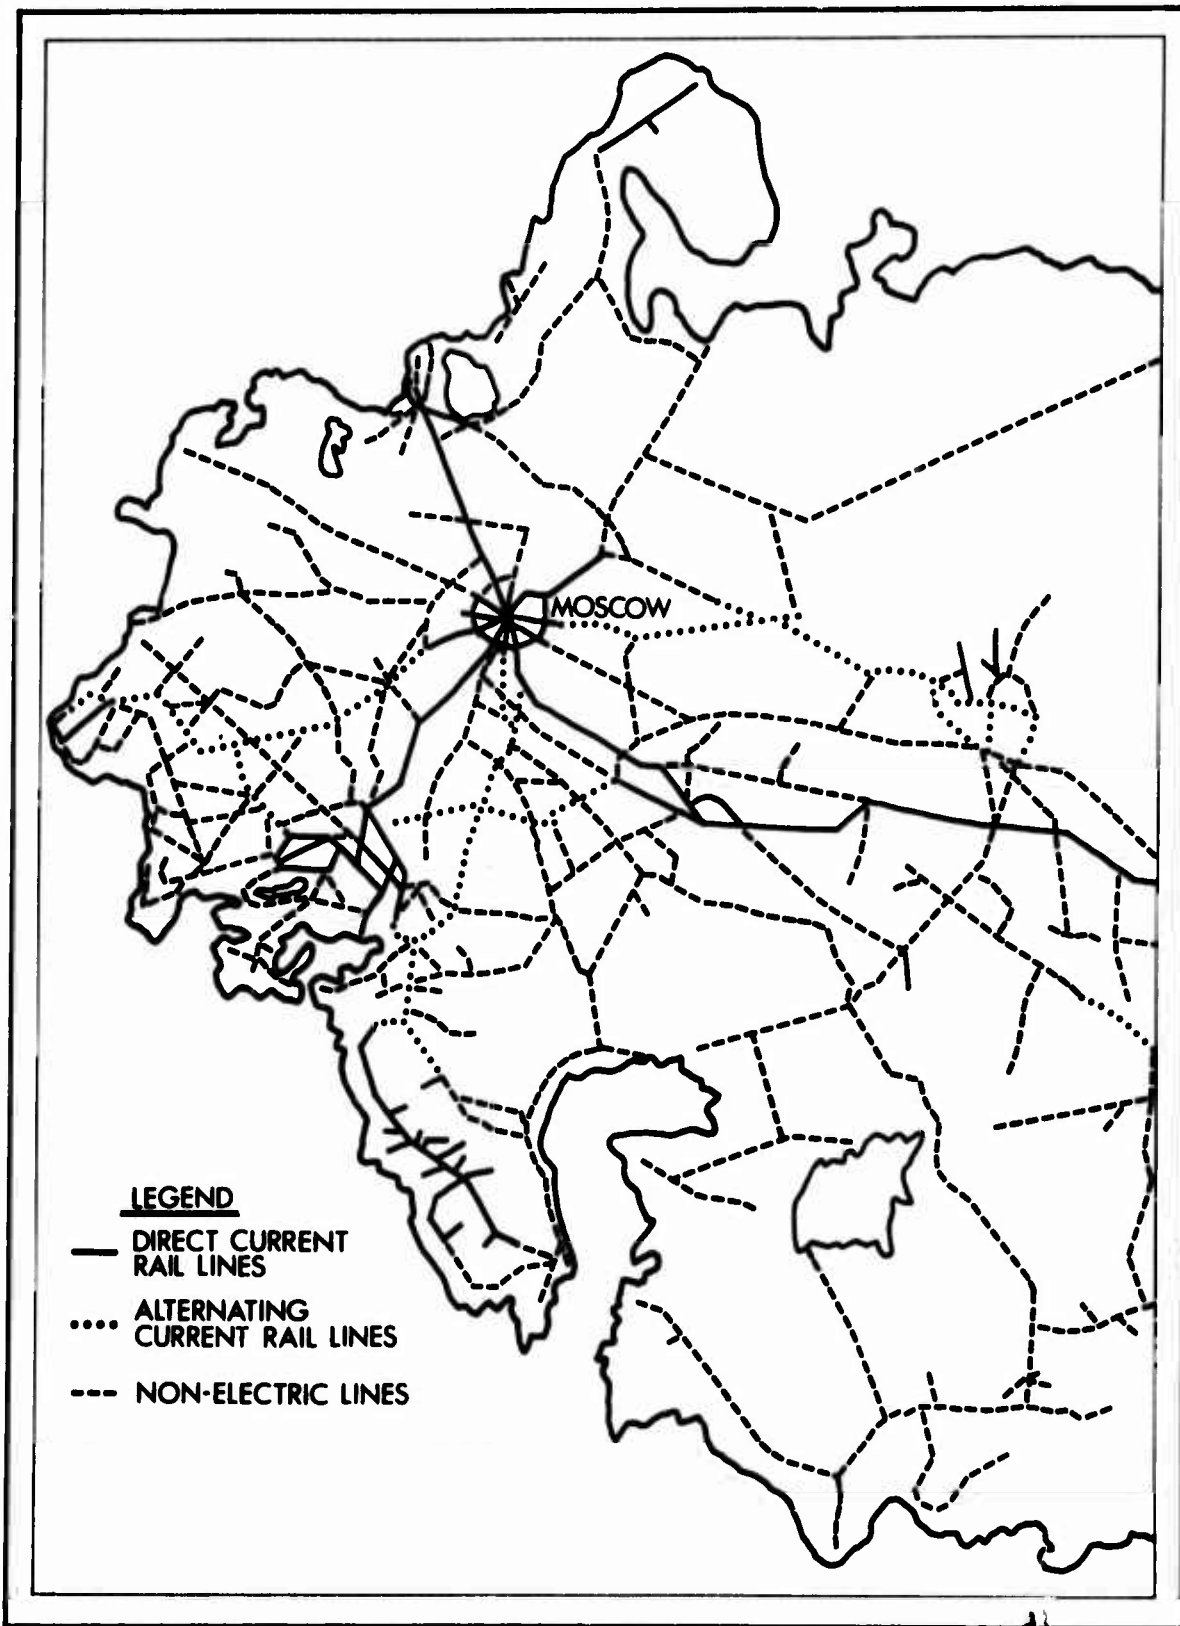 MOSCOW
LEGEND
DIRECT CURRENT
RAIL LINES
ALTERNATING
CURRENT RAIL LINES
NON-ELECTRIC LINES